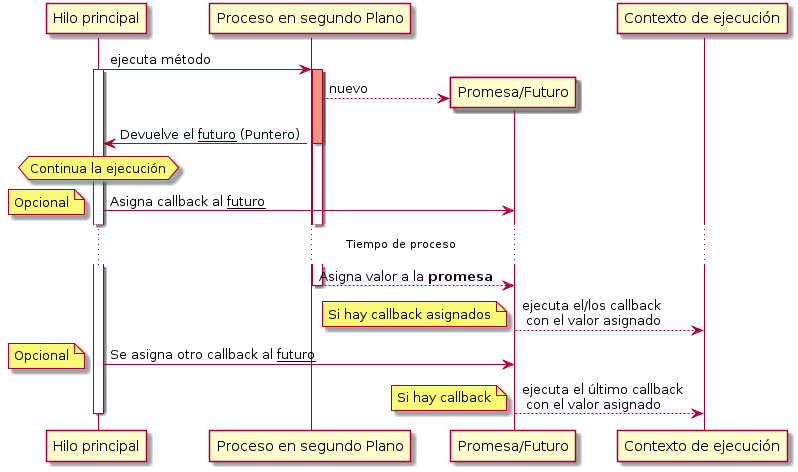 Hilo principal
Proceso en segundo Plano
Contexto de ejecución
ejecuta método
nuevo
Promesa/Futuro
Devuelve el futuro (Puntero)
Continua la ejecución
Opcional
Asigna callback al futuro
Tiempo de proceso
Asigna valor a la promesa
Si hay callback asignados
ejecuta el/los callback
con el valor asignado
Opcional
Se asigna otro callback al futuro
Si hay callback
ejecuta el último callback
con el valor asignado
Hilo principal
Proceso en segundo Plano
Promesa/Futuro
Contexto de ejecución